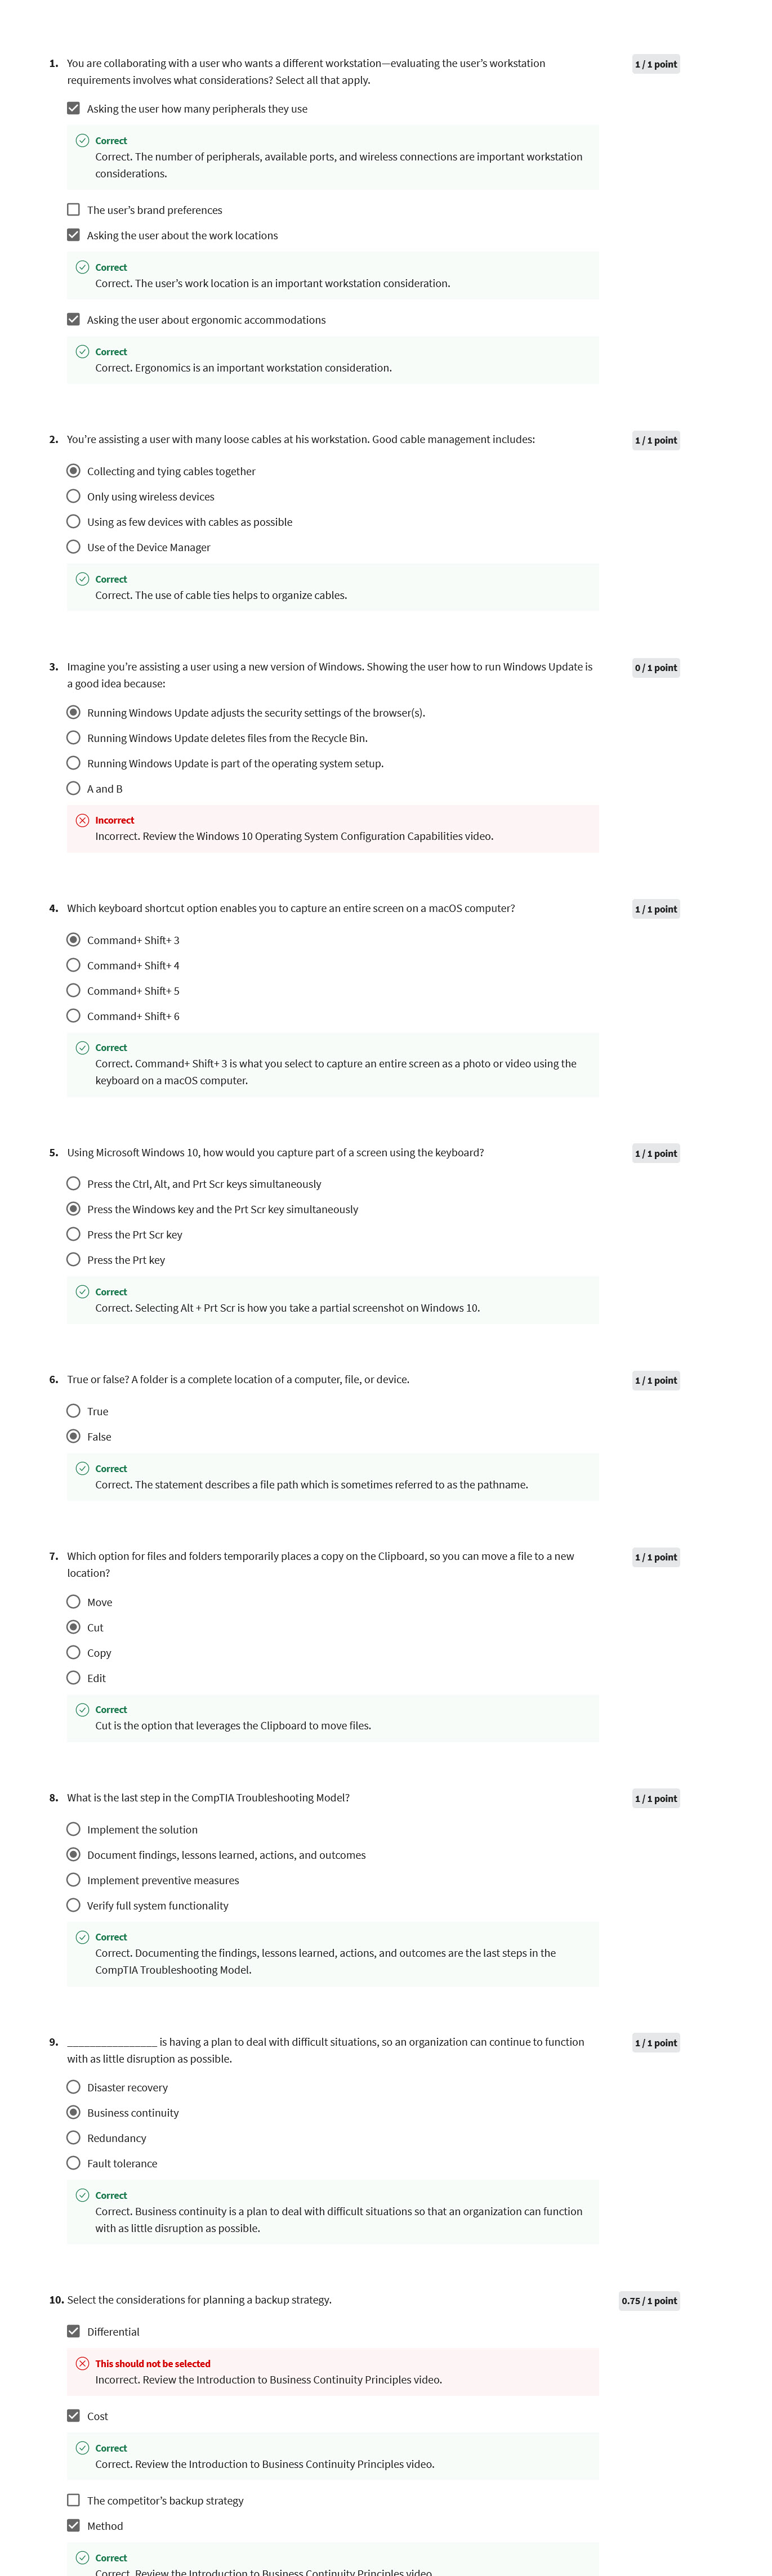 1. You are collaborating with a user who wants a different workstation—evaluating the user's workstation
requirements involves what considerations? Select all that apply.
1 / 1 point
Asking the user how many peripherals they use
Correct
Correct. The number of peripherals, available ports, and wireless connections are important workstation
considerations.
The user's brand preferences
Asking the user about the work locations
Correct
Correct. The user's work location is an important workstation consideration.
Asking the user about ergonomic accommodations
Correct
Correct. Ergonomics is an important workstation consideration.
2. You're assisting a user with many loose cables at his workstation. Good cable management includes:
1 / 1 point
Collecting and tying cables together
Only using wireless devices
Using as few devices with cables as possible
Use of the Device Manager
Correct
Correct. The use of cable ties helps to organize cables.
3. Imagine you're assisting a user using a new version of Windows. Showing the user how to run Windows Update is
a good idea because:
0 / 1 point
Running Windows Update adjusts the security settings of the browser(s).
Running Windows Update deletes files from the Recycle Bin.
Running Windows Update is part of the operating system setup.
A and B
Incorrect
Incorrect. Review the Windows 10 Operating System Configuration Capabilities video.
4. Which keyboard shortcut option enables you to capture an entire screen on a macOS computer?
1 / 1 point
Command+ Shift+ 3
Command+ Shift+ 4
Command+ Shift+ 5
Command+ Shift+ 6
Correct
Correct. Command+ Shift+ 3 is what you select to capture an entire screen as a photo or video using the
keyboard on a macOS computer.
5. Using Microsoft Windows 10, how would you capture part of a screen using the keyboard?
1 / 1 point
Press the Ctrl, Alt, and Prt Scr keys simultaneously
Press the Windows key and the Prt Scr key simultaneously
Press the Prt Scr key
Press the Prt key
Correct
Correct. Selecting Alt + Prt Scr is how you take a partial screenshot on Windows 10.
6. True or false? A folder is a complete location of a computer, file, or device.
1 / 1 point
True
False
Correct
Correct. The statement describes a file path which is sometimes referred to as the pathname.
7. Which option for files and folders temporarily places a copy on the Clipboard, so you can move a file to a new
location?
1 / 1 point
Move
Cut
Copy
Edit
Correct
Cut is the option that leverages the Clipboard to move files.
8. What is the last step in the CompTIA Troubleshooting Model?
1 / 1 point
Implement the solution
Document findings, lessons learned, actions, and outcomes
Implement preventive measures
Verify full system functionality
Correct
Correct. Documenting the findings, lessons learned, actions, and outcomes are the last steps in the
CompTIA Troubleshooting Model.
9. ________________ is having a plan to deal with difficult situations, so an organization can continue to function
with as little disruption as possible.
1 / 1 point
Disaster recovery
Business continuity
Redundancy
Fault tolerance
Correct
Correct. Business continuity is a plan to deal with difficult situations so that an organization can function
with as little disruption as possible.
10. Select the considerations for planning a backup strategy.
0.75 / 1 point
Differential
This should not be selected
Incorrect. Review the Introduction to Business Continuity Principles video.
Cost
Correct
Correct. Review the Introduction to Business Continuity Principles video.
The competitor's backup strategy
Method
Correct
Correct. Review the Introduction to Business Continuity Principles video.